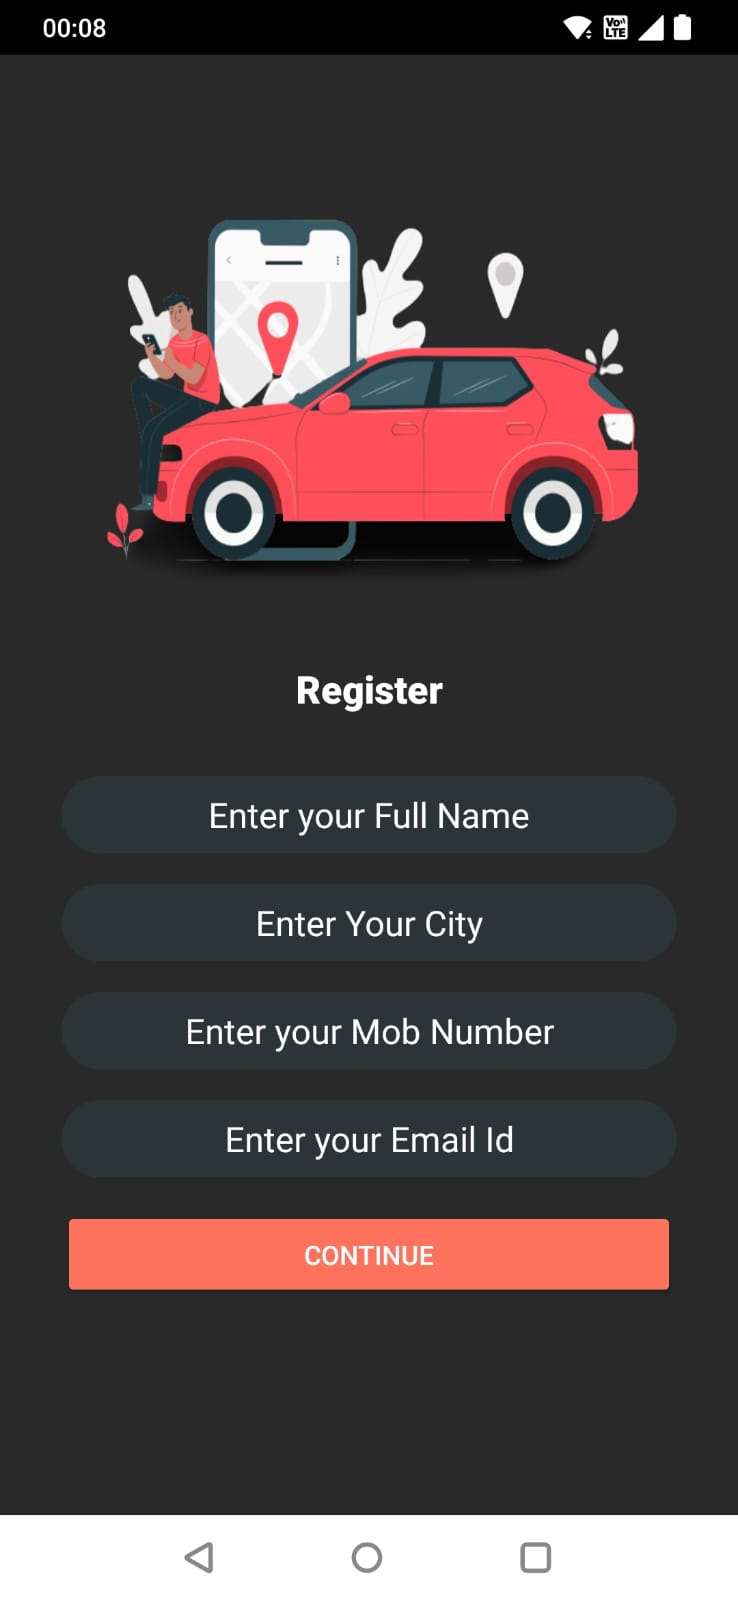 00:08
Vo))
LTE
Register
Enter your Full Name
Enter Your City
Enter your Mob Number
Enter your Email Id
CONTINUE